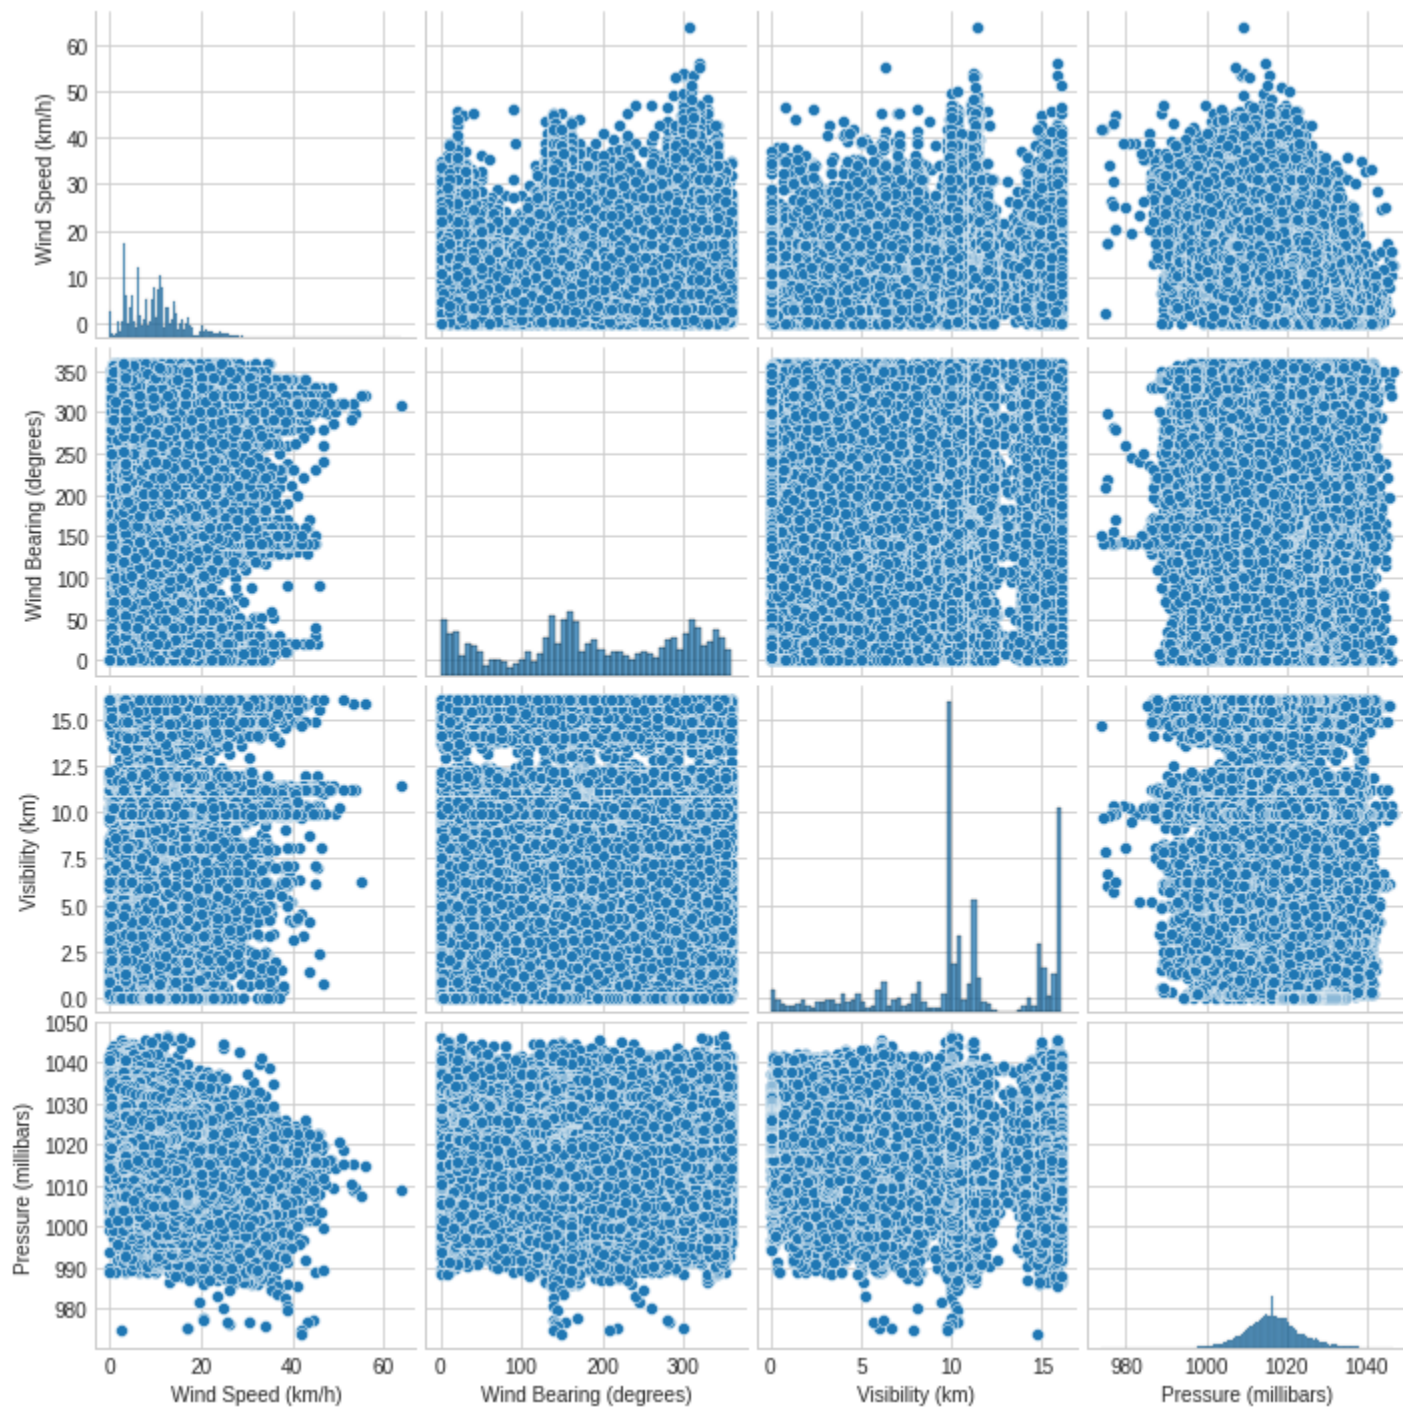 60
50
40
30
20
10
0
Wind Speed (km/h)
350
300
250
200
150
100
50
0
Wind Bearing (degrees)
15.0
12.5
10.0
7.5
5.0
2.5
0.0
Visibility (km)
1050
1040
1030
1020
1010
1000
990
980
Pressure (millibars)
0 20 40 60
Wind Speed (km/h)
0 100 200 300
Wind Bearing (degrees)
0 5 10 15
Visibility (km)
980 1000 1020 1040
Pressure (millibars)